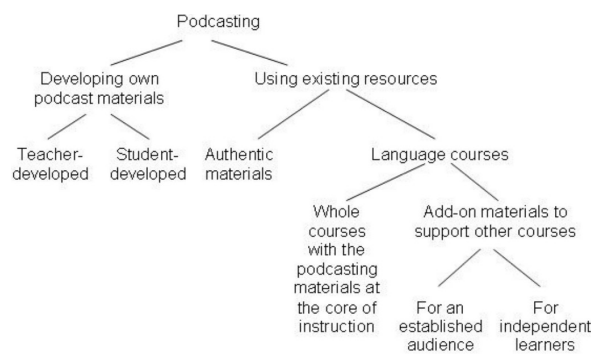 Podcasting
Developing own
podcast materials
Using existing resources
Teacher-
developed
Student-
developed
Authentic
materials
Language courses
Whole
courses
with the
podcasting
materials at
the core of
instruction
Add-on materials to
support other courses
For an
established
audience
For
independent
learners